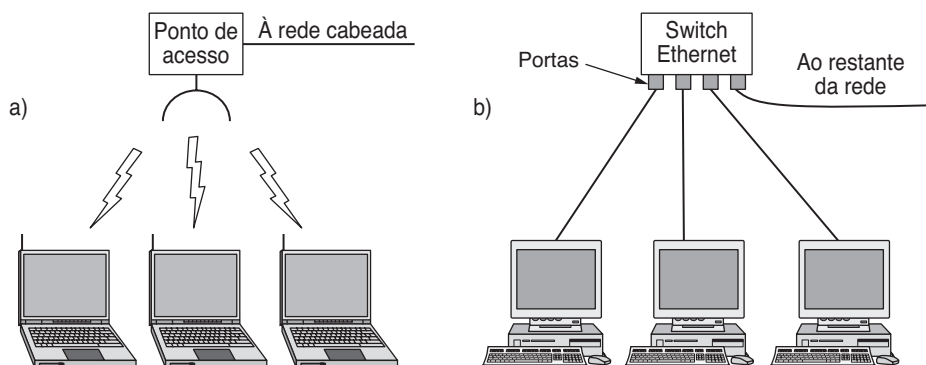 a)
Ponto de
acesso
À rede cabeada
b)
Switch
Ethernet
Portas
Ao restante
da rede